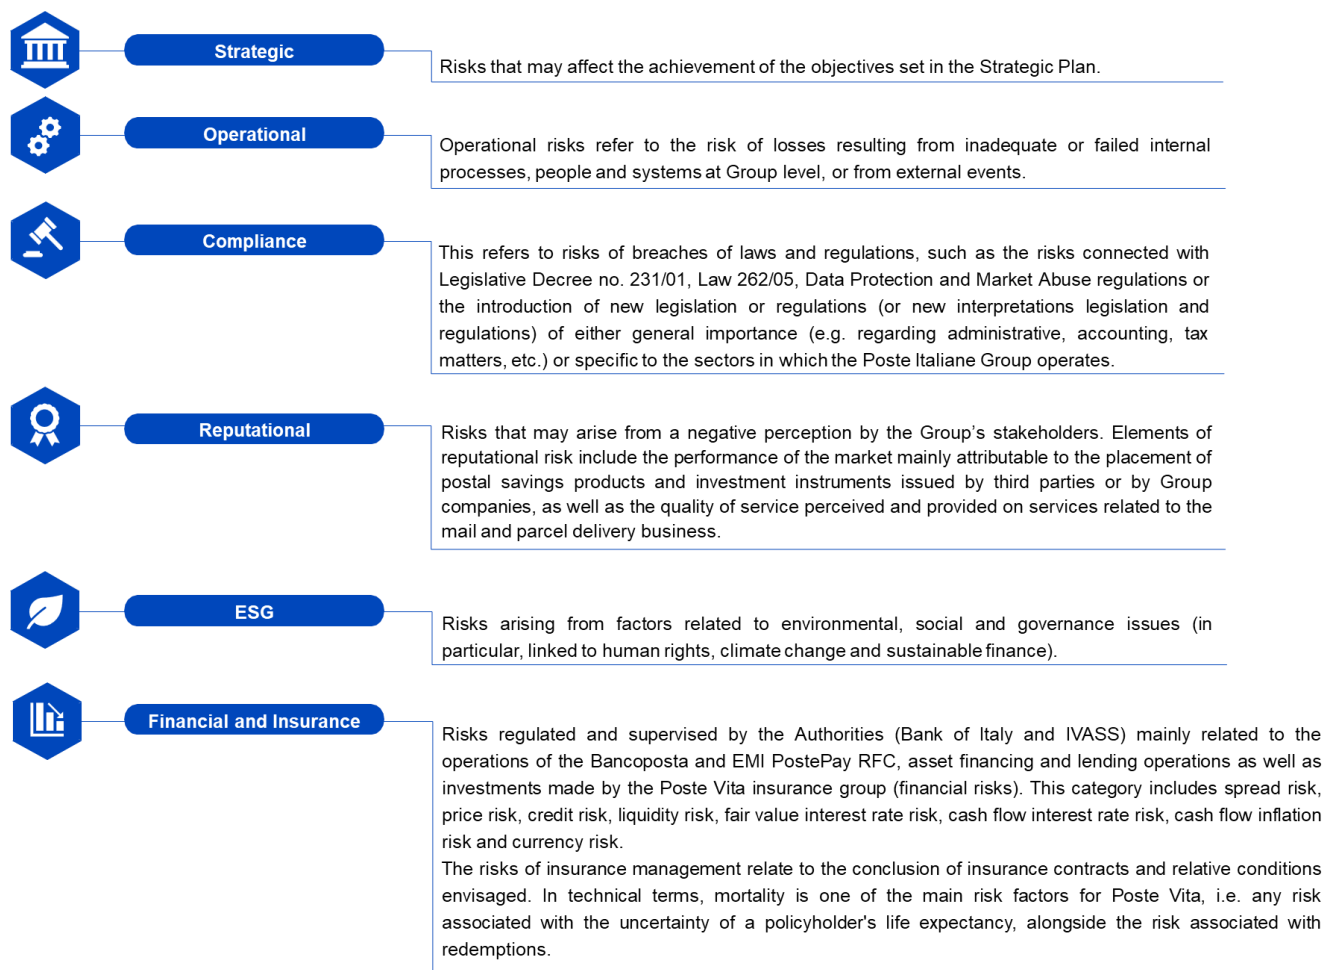 Strategic
Risks that may affect the achievement of the objectives set in the Strategic Plan.
Operational
Operational risks refer to the risk of losses resulting from inadequate or failed internal
processes, people and systems at Group level, or from external events.
Compliance
This refers to risks of breaches of laws and regulations, such as the risks connected with
Legislative Decree no. 231/01, Law 262/05, Data Protection and Market Abuse regulations or
the introduction of new legislation or regulations (or new interpretations legislation and
regulations) of either general importance (e.g. regarding administrative, accounting, tax
matters, etc.) or specific to the sectors in which the Poste Italiane Group operates.
Reputational
Risks that may arise from a negative perception by the Group’s stakeholders. Elements of
reputational risk include the performance of the market mainly attributable to the placement of
postal savings products and investment instruments issued by third parties or by Group
companies, as well as the quality of service perceived and provided on services related to the
mail and parcel delivery business.
ESG
Risks arising from factors related to environmental, social and governance issues (in
particular, linked to human rights, climate change and sustainable finance).
Financial and Insurance
Risks regulated and supervised by the Authorities (Bank of Italy and IVASS) mainly related to the
operations of the Bancoposta and EMI PostePay RFC, asset financing and lending operations as well as
investments made by the Poste Vita insurance group (financial risks). This category includes spread risk,
price risk, credit risk, liquidity risk, fair value interest rate risk, cash flow interest rate risk, cash flow inflation
risk and currency risk.
The risks of insurance management relate to the conclusion of insurance contracts and relative conditions
envisaged. In technical terms, mortality is one of the main risk factors for Poste Vita, i.e. any risk
associated with the uncertainty of a policyholder's life expectancy, alongside the risk associated with
redemptions.